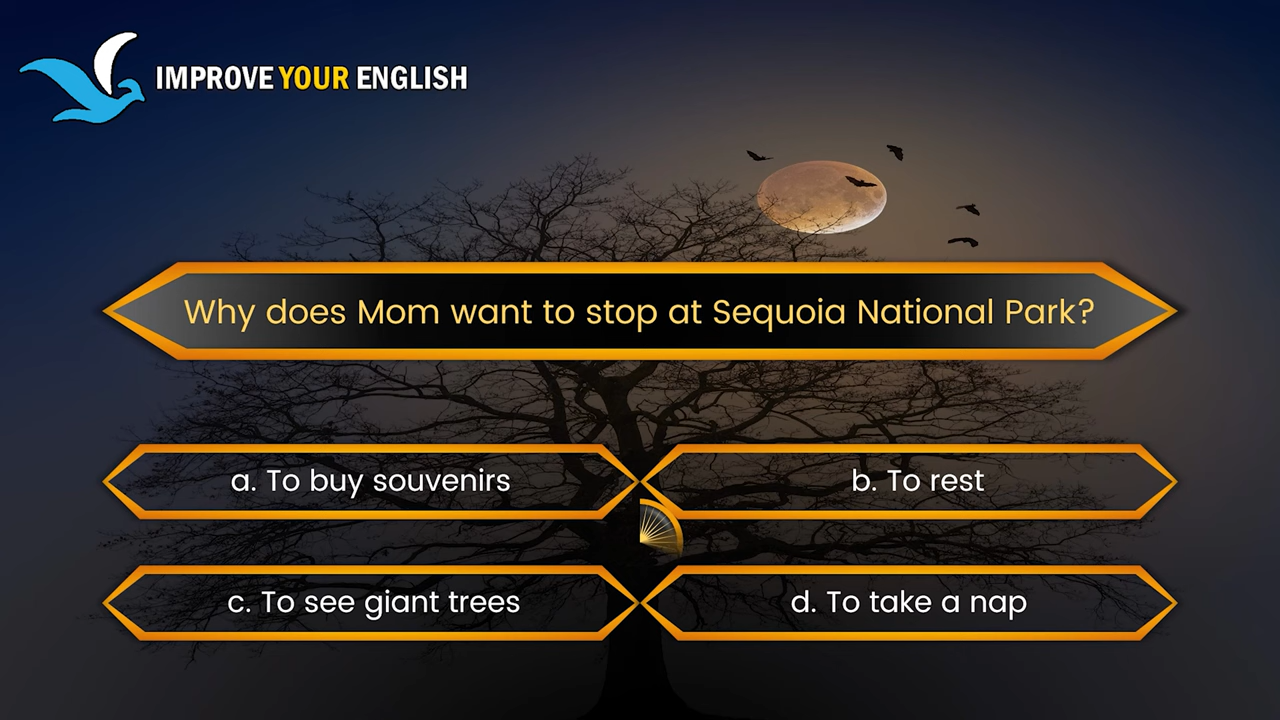 IMPROVE YOUR ENGLISH
Why does Mom want to stop at Sequoia National Park?
a. To buy souvenirs
b. To rest
c. To see giant trees
d. To take a nap